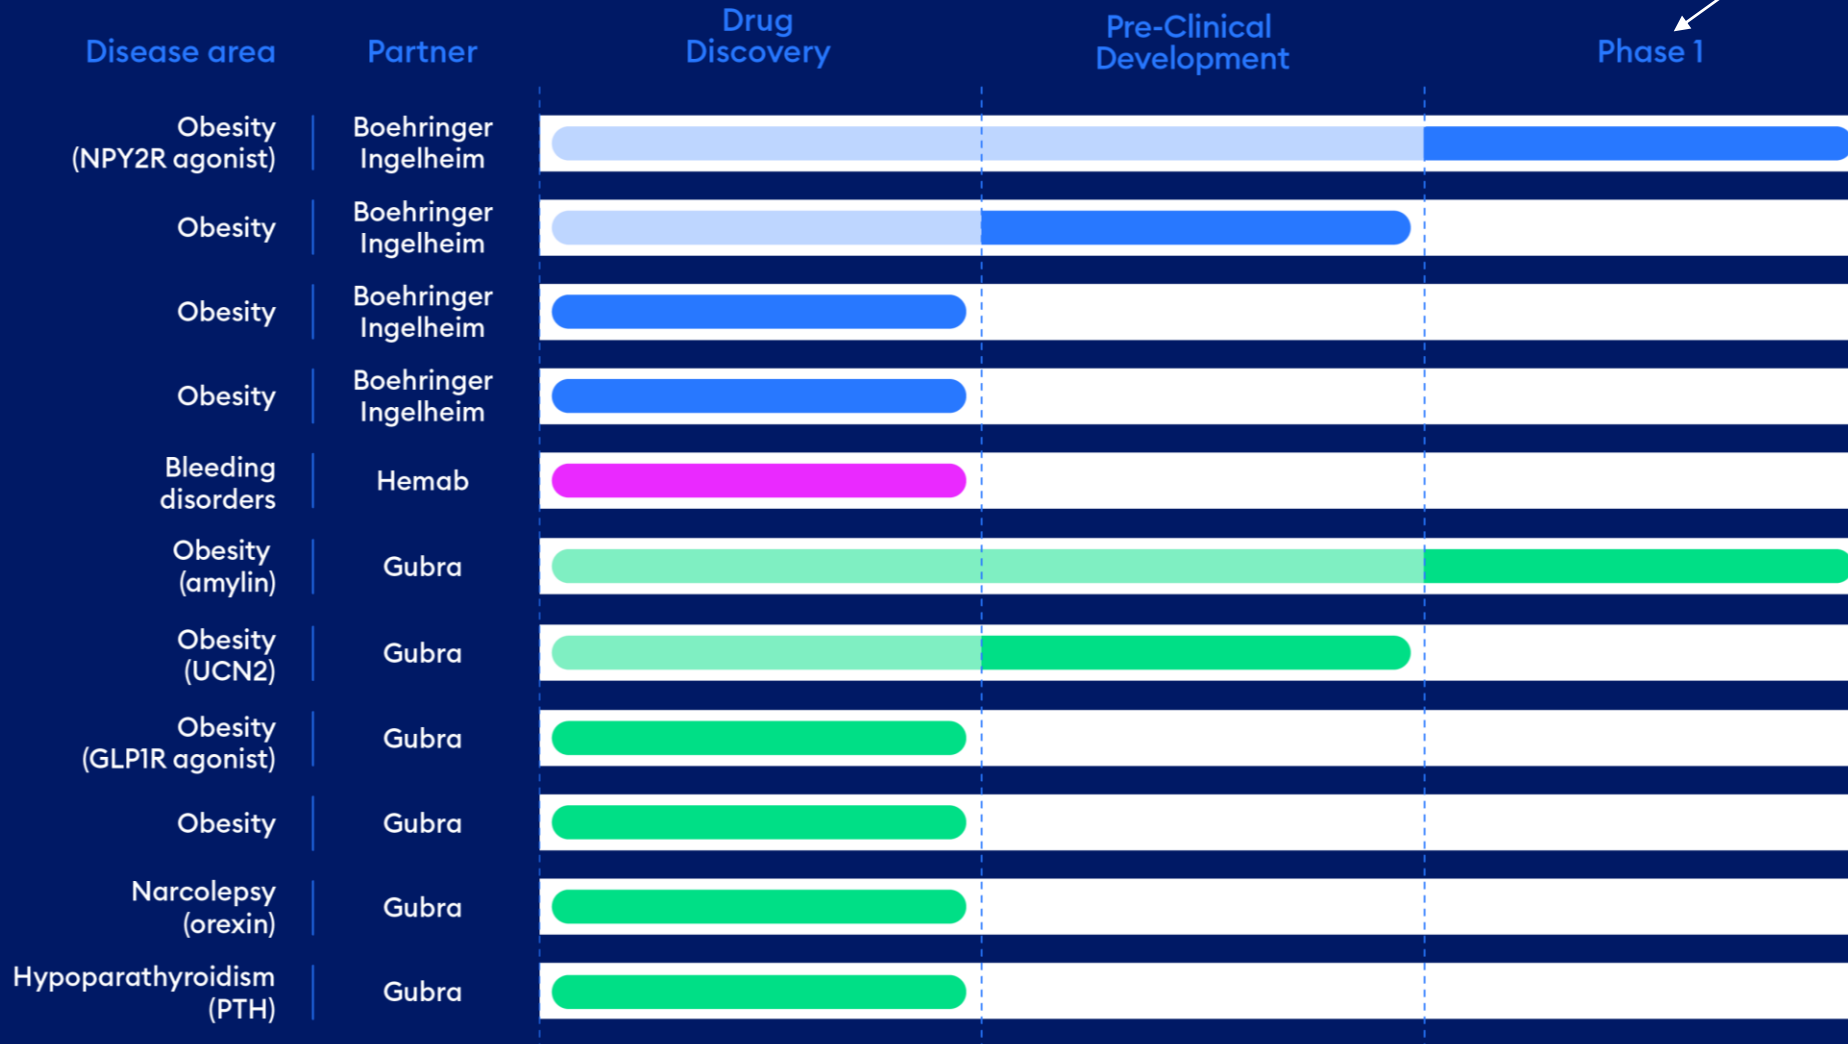 Disease area
Partner
Drug
Discovery
Pre-Clinical
Development
Phase 1
Obesity
(NPY2R agonist)
Boehringer
Ingelheim
Obesity
Boehringer
Ingelheim
Obesity
Boehringer
Ingelheim
Obesity
Boehringer
Ingelheim
Bleeding
disorders
Hemab
Obesity
(amylin)
Gubra
Obesity
(UCN2)
Gubra
Obesity
(GLP1R agonist)
Gubra
Obesity
Gubra
Narcolepsy
(orexin)
Gubra
Hypoparathyroidism
(PTH)
Gubra